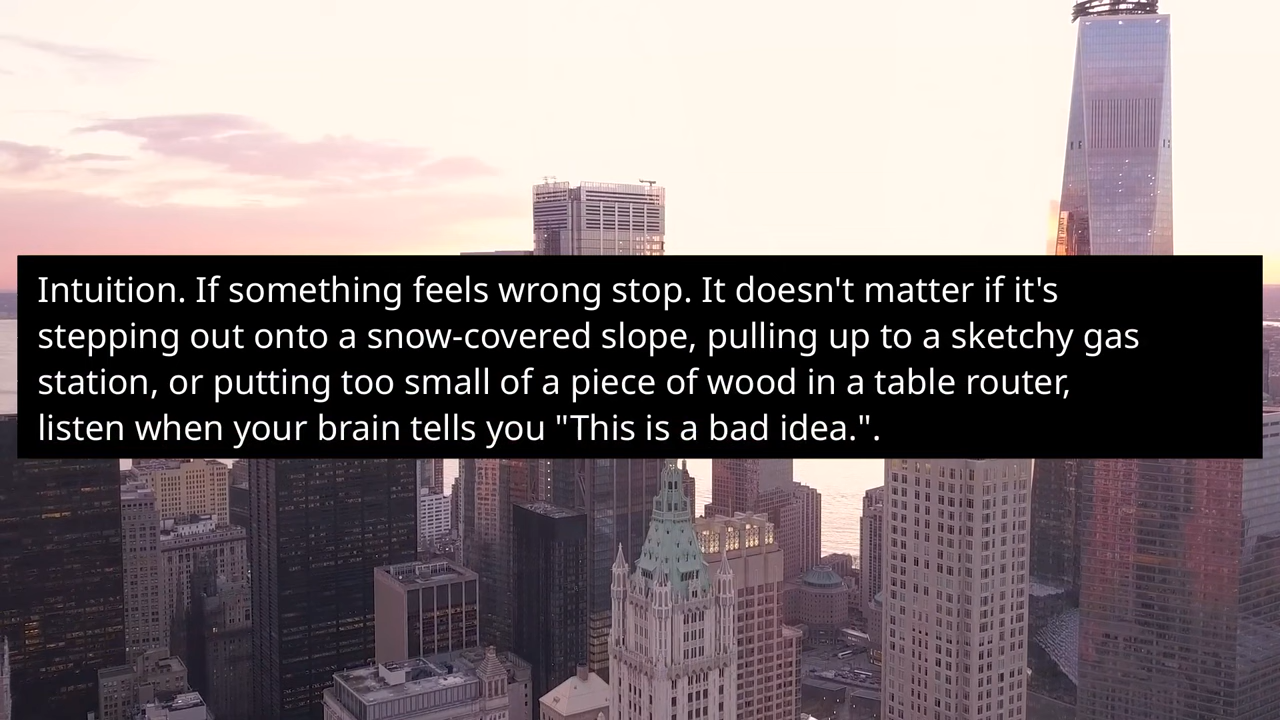 Intuition. If something feels wrong stop. It doesn't matter if it's
stepping out onto a snow-covered slope, pulling up to a sketchy gas
station, or putting too small of a piece of wood in a table router,
listen when your brain tells you "This is a bad idea.".